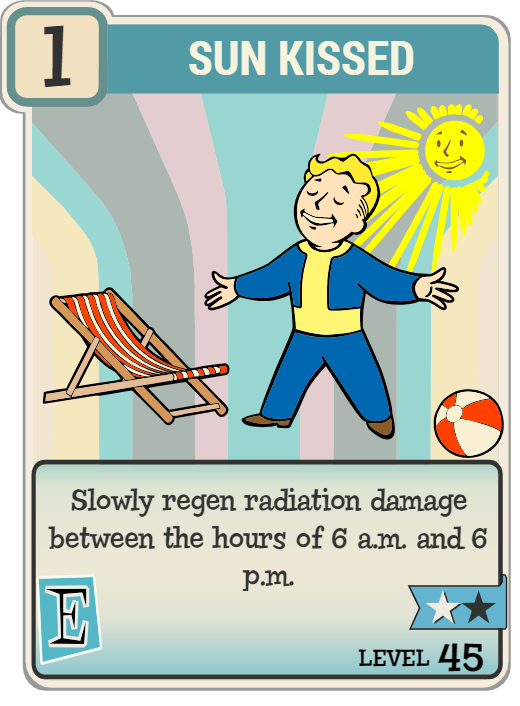 1
SUN KISSED
Slowly regen radiation damage
between the hours of 6 a.m. and 6
p.m.
E
LEVEL 45